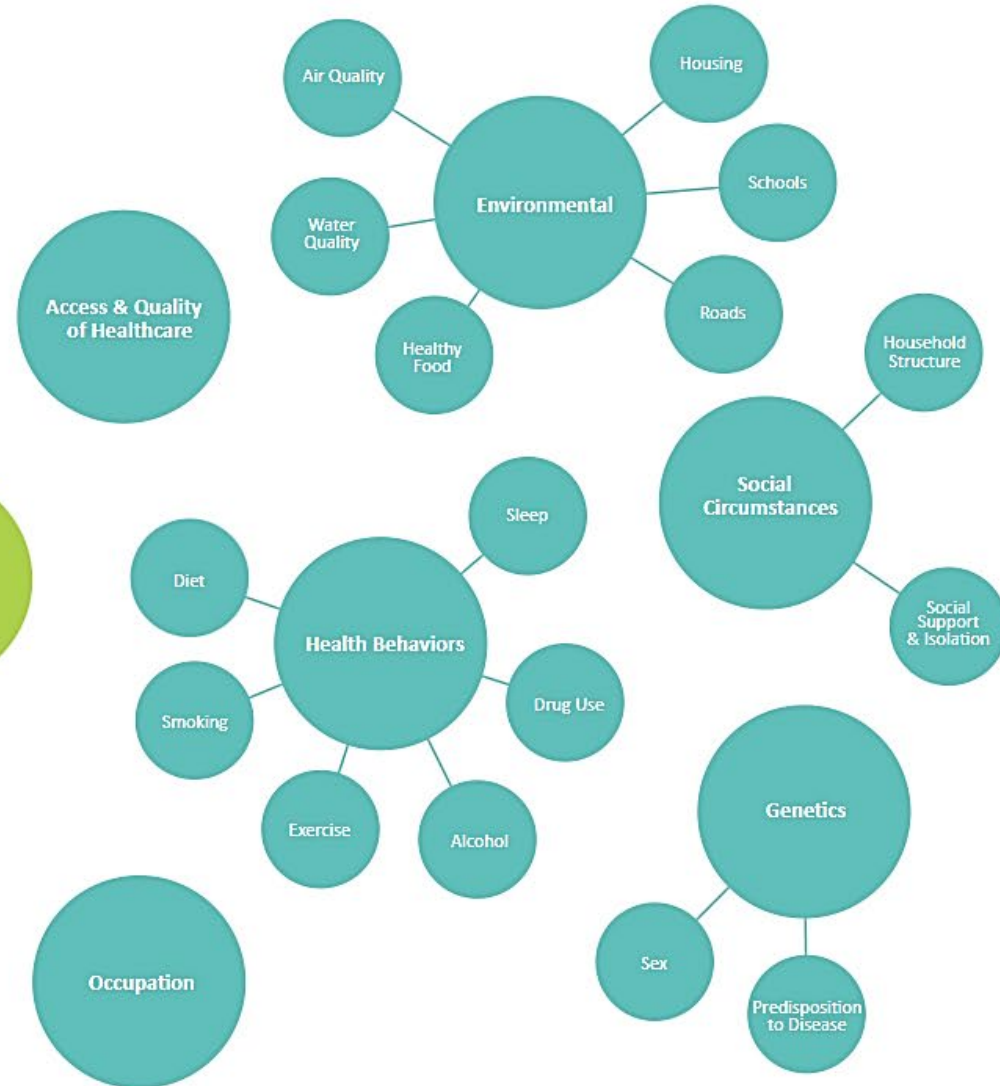 Air Quality
Housing
Environmental
Schools
Water
Quality
Access & Quality
of Healthcare
Roads
Healthy
Food
Household
Structure
Social
Circumstances
Sleep
Diet
Health Behaviors
Social
Support
& Isolation
Drug Use
Smoking
Exercise
Alcohol
Genetics
Sex
Occupation
Predisposition
to Disease